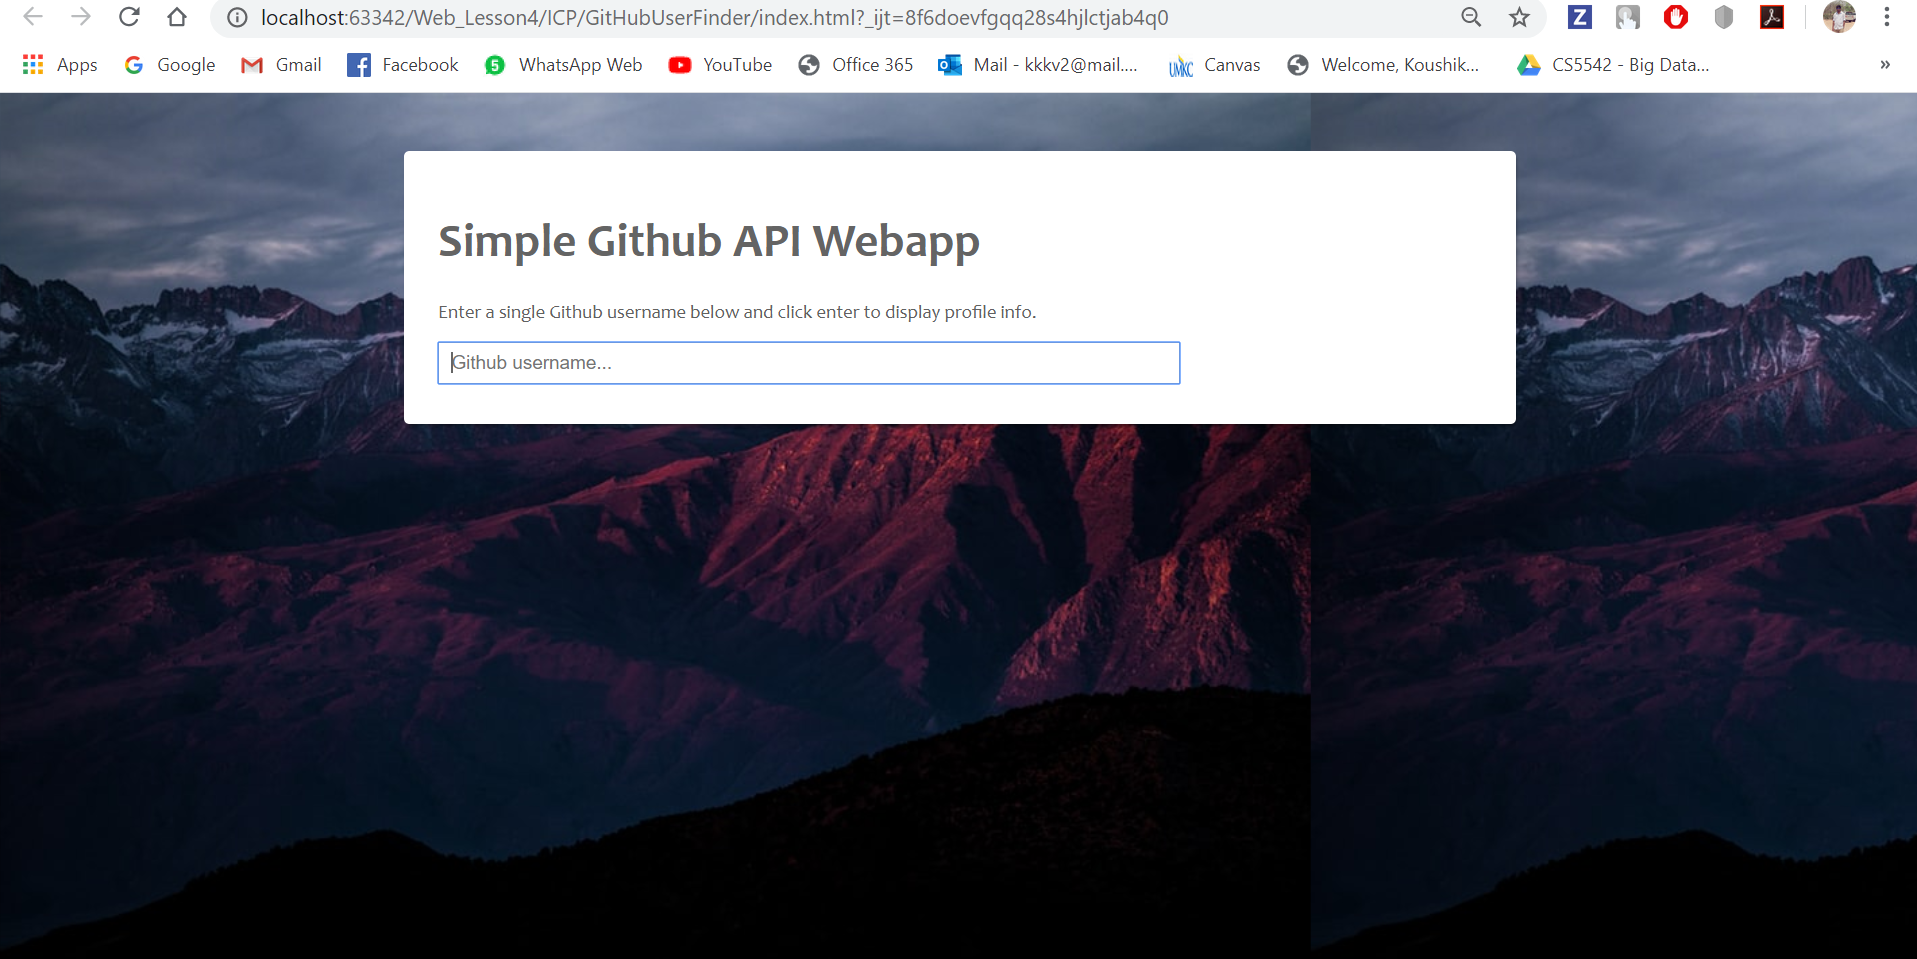 localhost:63342/Web_Lesson4/ICP/GitHubUserFinder/index.html?_ijt=8f6doevfgqq28s4hjlctjab4q0
Apps Google Gmail Facebook 5 WhatsApp Web YouTube Office 365 Mail - kkkv2@mail.... UMKC Canvas Welcome, Koushik... CS5542 - Big Data... »
Simple Github API Webapp
Enter a single Github username below and click enter to display profile info.
Github username...